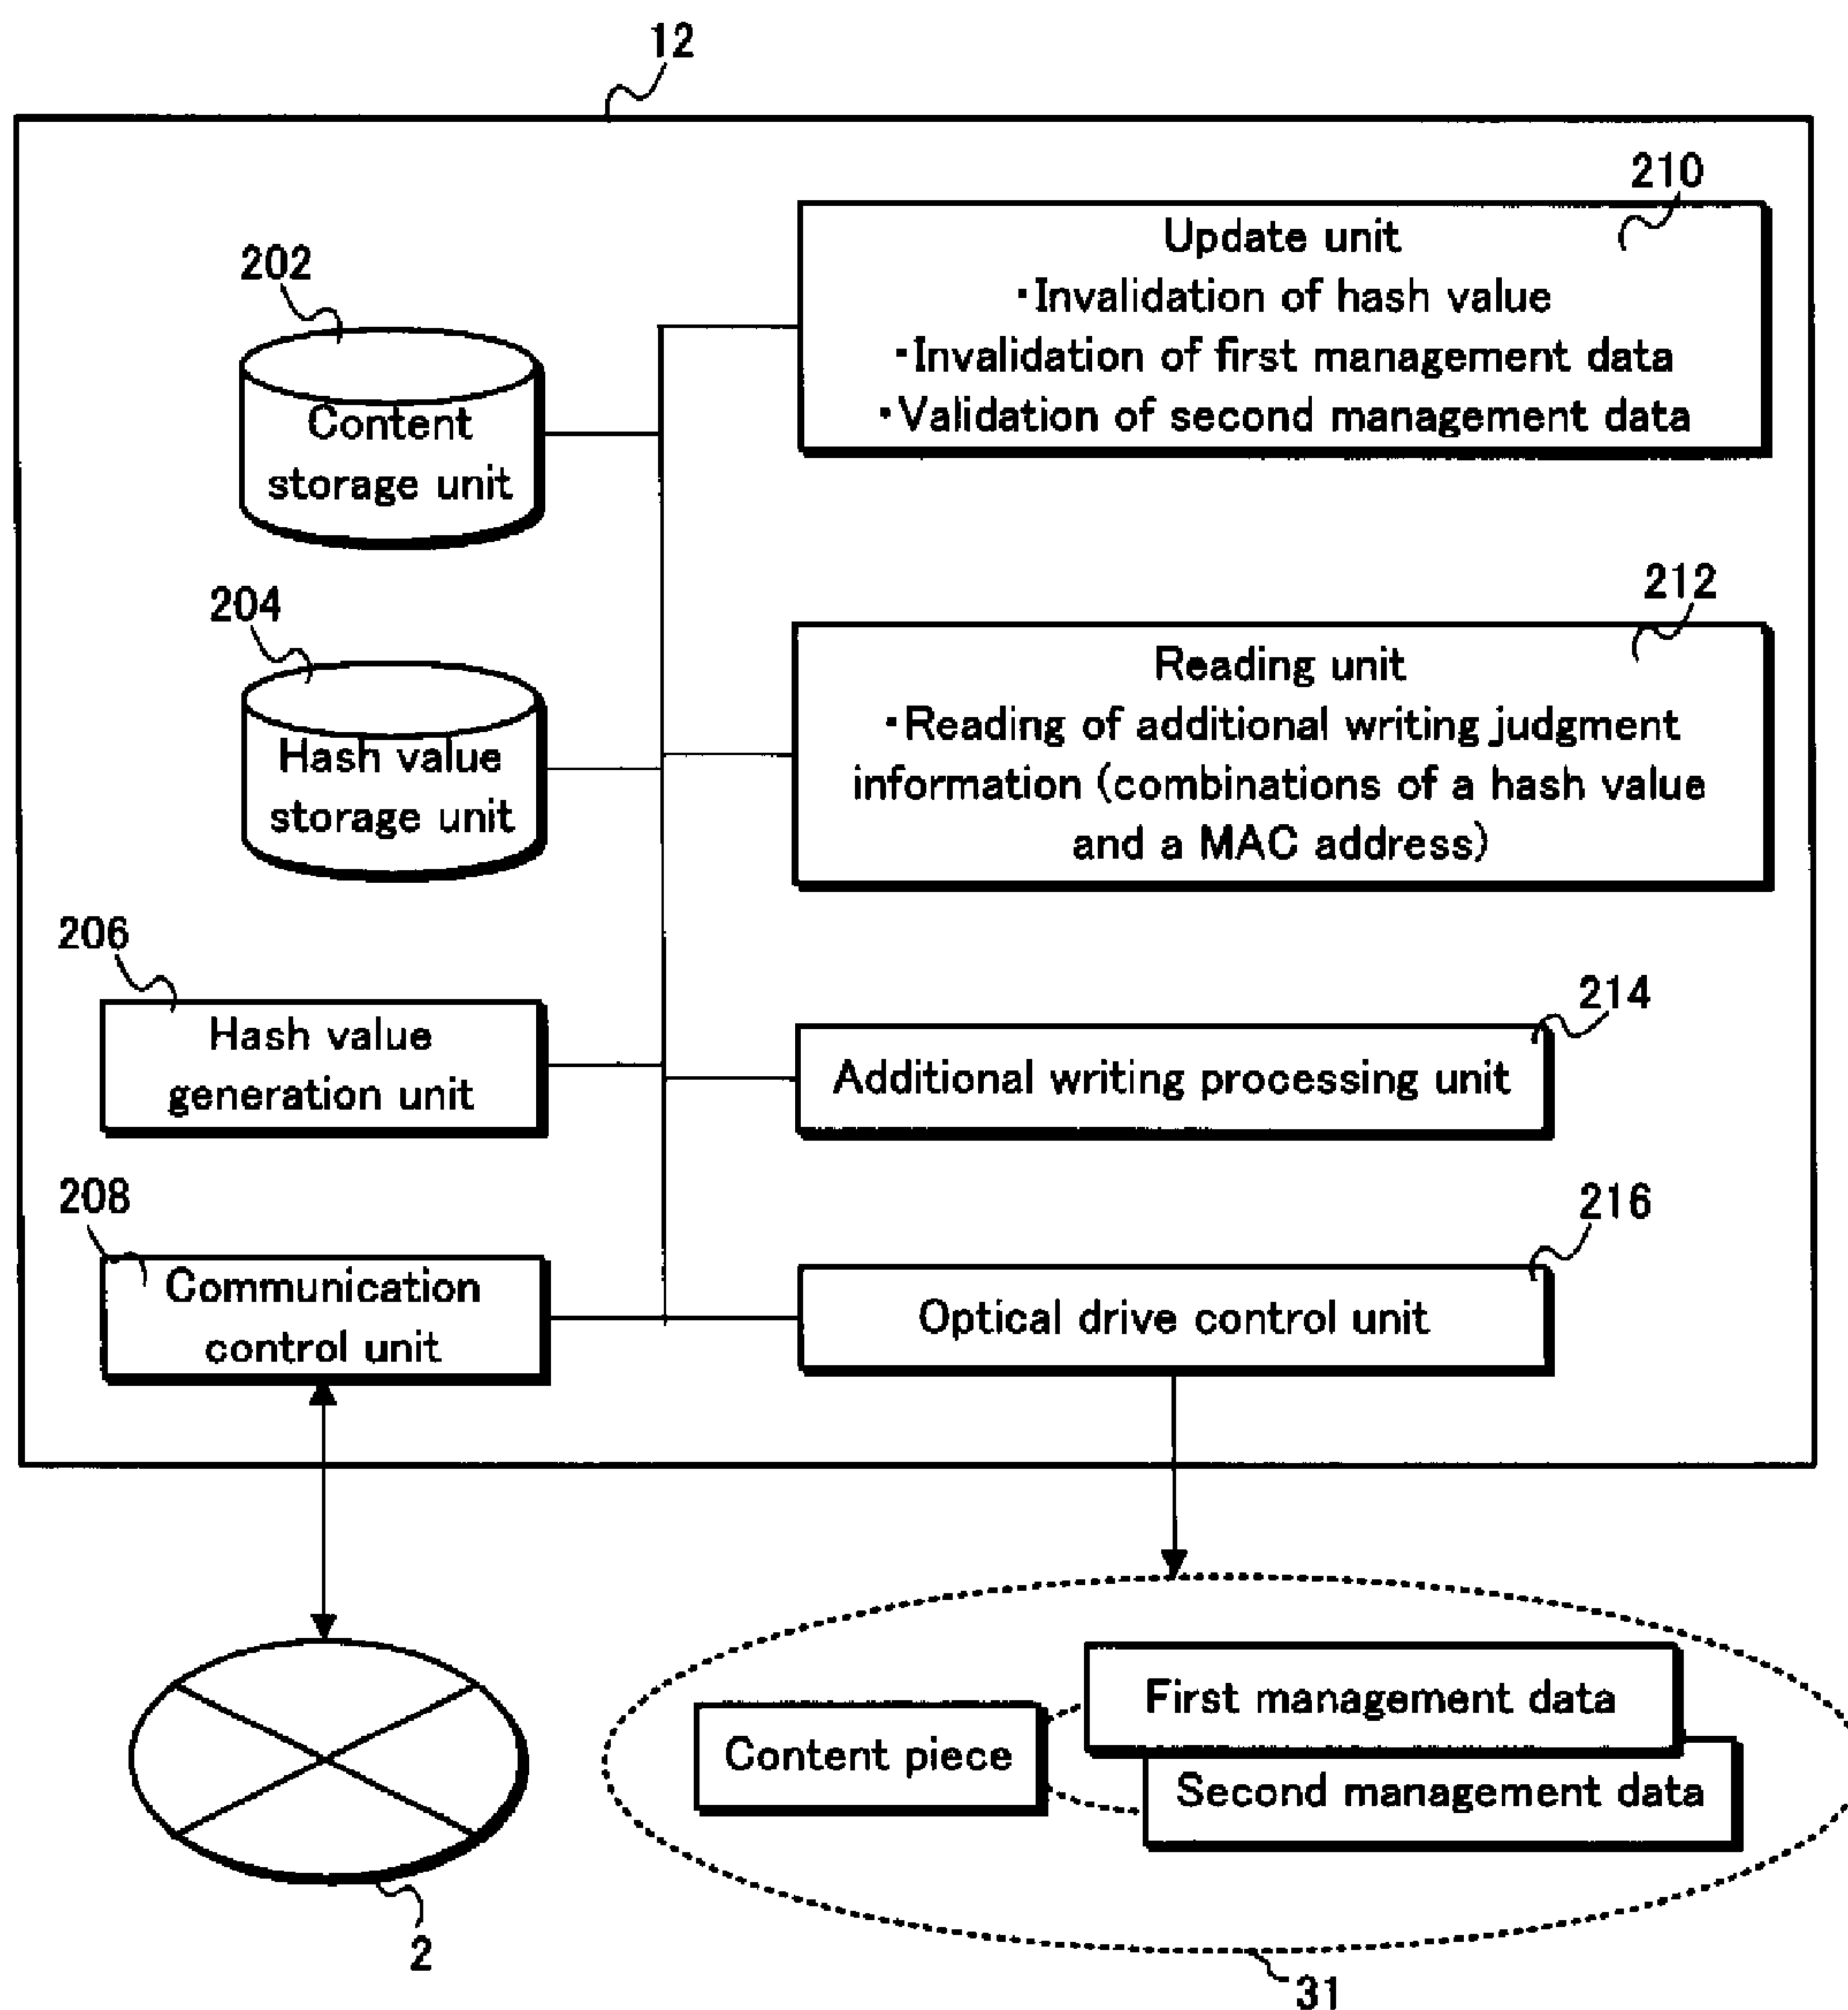 12
210
Update unit
・Invalidation of hash value
・Invalidation of first management data
・Validation of second management data
202
Content
storage unit
212
Reading unit
・Reading of additional writing judgment
information (combinations of a hash value
and a MAC address)
204
Hash value
storage unit
206
Hash value
generation unit
214
Additional writing processing unit
208
Communication
control unit
216
Optical drive control unit
First management data
Content piece
Second management data
2
31